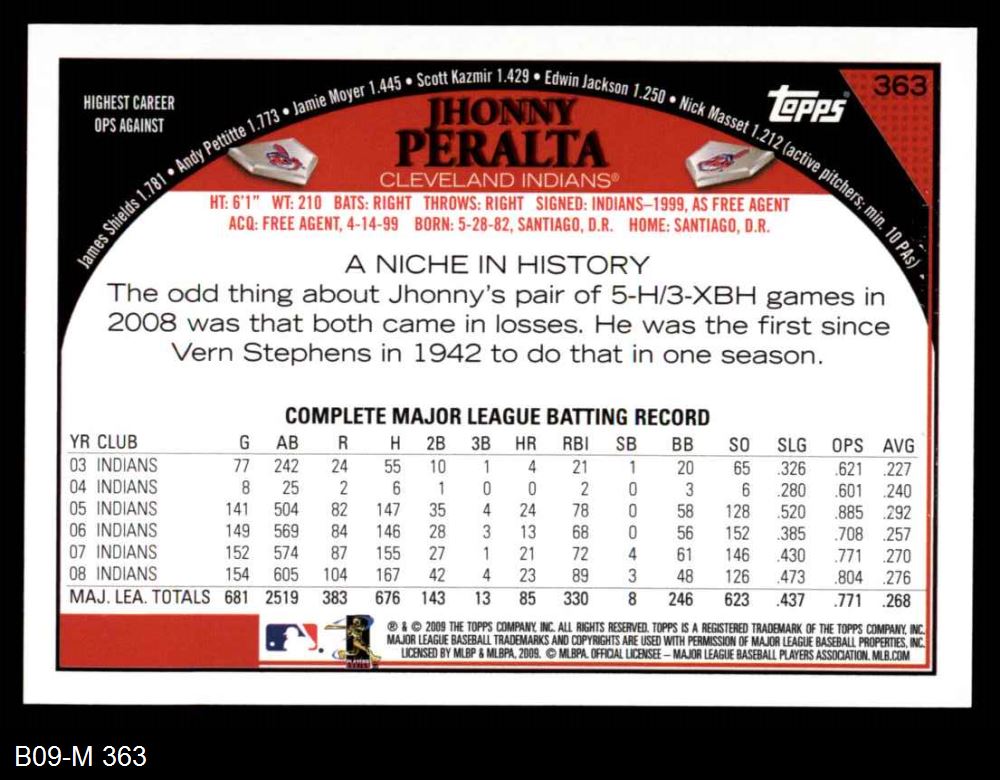 363
topps
HIGHEST CAREER
OPS AGAINST
James Shields 1.781 • Andy Pettitte 1.773 • Jamie Moyer 1.445 • Scott Kazmir 1.429 • Edwin Jackson 1.250 • Nick Masset 1.212 (active pitchers; min. 10 PAs)
JHONNY
PERALTA
CLEVELAND INDIANS®
HT: 6'1" WT: 210 BATS: RIGHT THROWS: RIGHT SIGNED: INDIANS–1999, AS FREE AGENT
ACQ: FREE AGENT, 4-14-99 BORN: 5-28-82, SANTIAGO, D.R. HOME: SANTIAGO, D.R.
A NICHE IN HISTORY
The odd thing about Jhonny's pair of 5-H/3-XBH games in
2008 was that both came in losses. He was the first since
Vern Stephens in 1942 to do that in one season.
COMPLETE MAJOR LEAGUE BATTING RECORD
YR CLUB G AB R H 2B 3B HR RBI SB BB SO SLG OPS AVG
03 INDIANS 77 242 24 55 10 1 4 21 1 20 65 .326 .621 .227
04 INDIANS 8 25 2 6 1 0 0 2 0 3 6 .280 .601 .240
05 INDIANS 141 504 82 147 35 4 24 78 0 58 128 .520 .885 .292
06 INDIANS 149 569 84 146 28 3 13 68 0 56 152 .385 .708 .257
07 INDIANS 152 574 87 155 27 1 21 72 4 61 146 .430 .771 .270
08 INDIANS 154 605 104 167 42 4 23 89 3 48 126 .473 .804 .276
MAJ. LEA. TOTALS 681 2519 383 676 143 13 85 330 8 246 623 .437 .771 .268
® & © 2009 THE TOPPS COMPANY, INC. ALL RIGHTS RESERVED. TOPPS IS A REGISTERED TRADEMARK OF THE TOPPS COMPANY, INC.
MAJOR LEAGUE BASEBALL TRADEMARKS AND COPYRIGHTS ARE USED WITH PERMISSION OF MAJOR LEAGUE BASEBALL PROPERTIES, INC.
LICENSED BY MLBP & MLBPA, 2009. © MLBPA. OFFICIAL LICENSEE – MAJOR LEAGUE BASEBALL PLAYERS ASSOCIATION. MLB.COM
B09-M 363